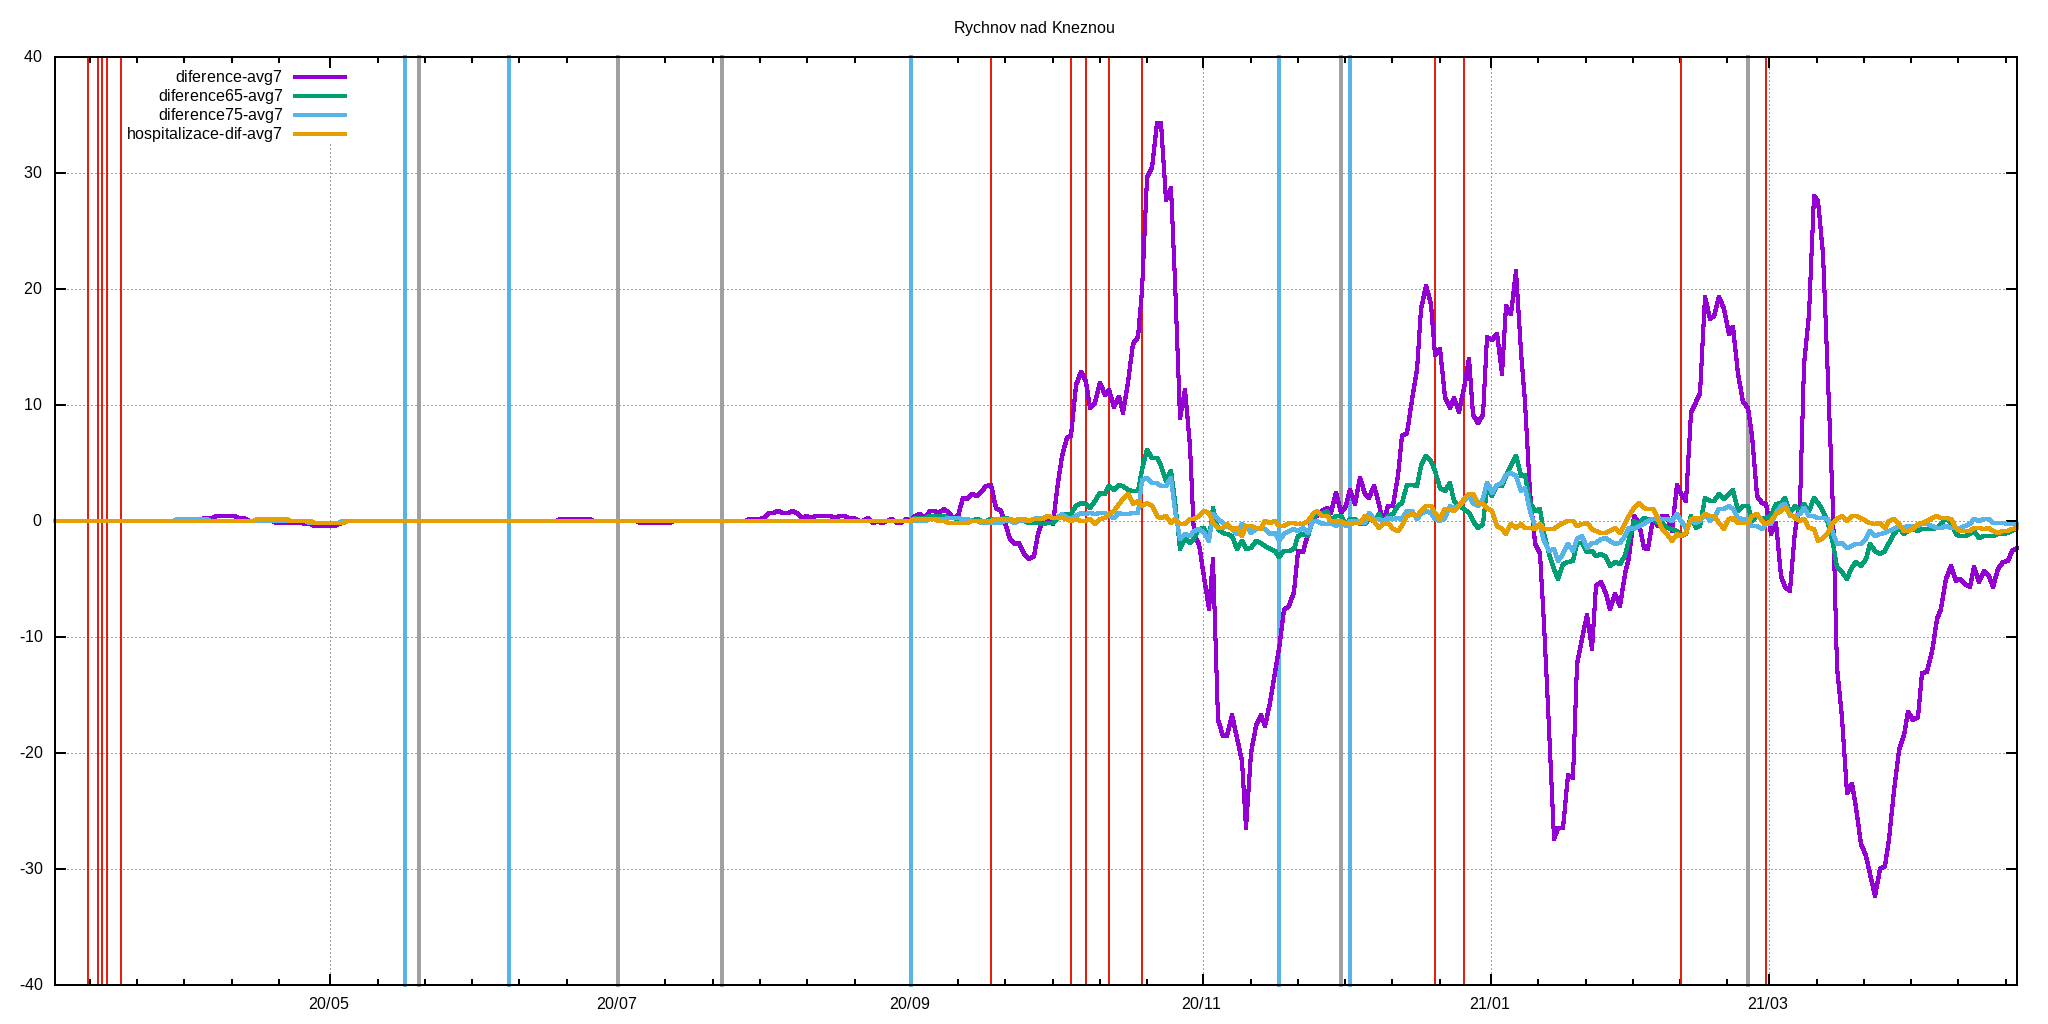 Rychnov nad Kneznou
diference-avg7
diference65-avg7
diference75-avg7
hospitalizace-dif-avg7
40
30
20
10
0
-10
-20
-30
-40
20/05 20/07 20/09 20/11 21/01 21/03